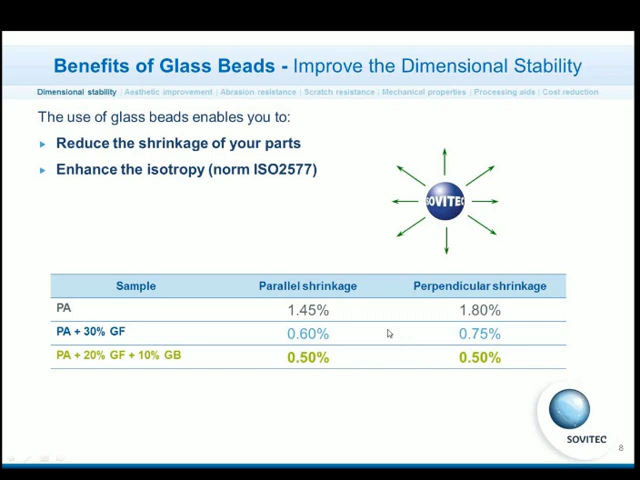 Benefits of Glass Beads - Improve the Dimensional Stability
Dimensional stability | Aesthetic improvement | Abrasion resistance | Scratch resistance | Mechanical properties | Processing aids | Cost reduction
The use of glass beads enables you to:
Reduce the shrinkage of your parts
Enhance the isotropy (norm ISO2577)
SOVITEC
Sample Parallel shrinkage Perpendicular shrinkage
PA 1.45% 1.80%
PA + 30% GF 0.60% 0.75%
PA + 20% GF + 10% GB 0.50% 0.50%
SOVITEC
8